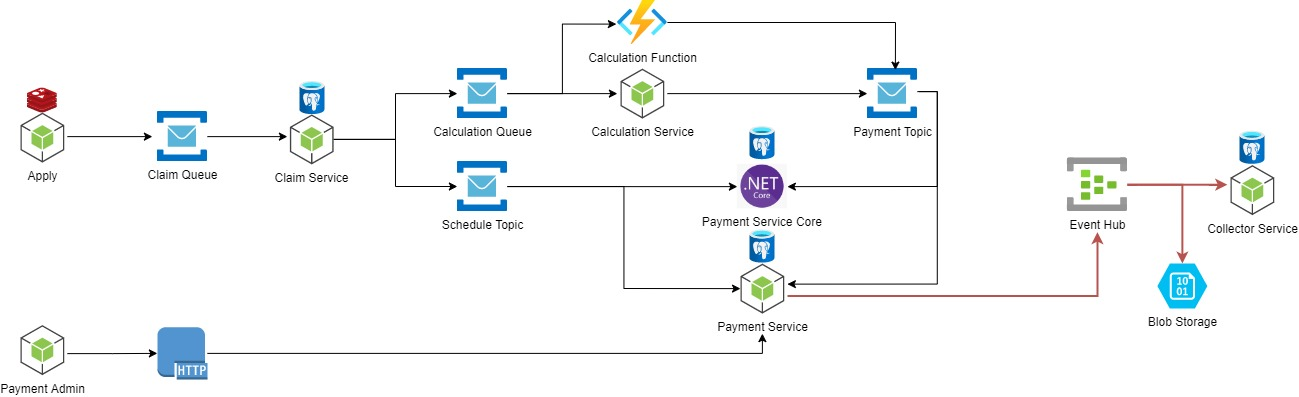 Calculation Function
Apply
Claim Queue
Claim Service
Calculation Queue
Calculation Service
Payment Topic
Schedule Topic
.NET
Core
Payment Service Core
Event Hub
Collector Service
10
01
Blob Storage
Payment Service
HTTP
Payment Admin